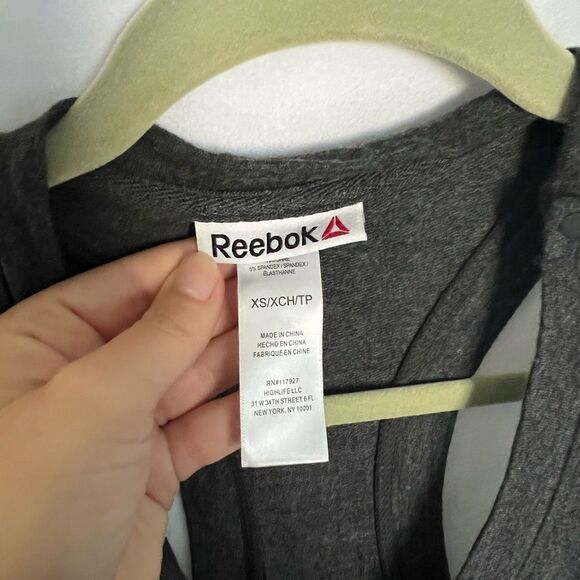 Reebok
5% SPANDEX / SPANDEX /
ÉLASTHANNE
XS/XCH/TP
MADE IN CHINA
HECHO EN CHINA
FABRIQUÉ EN CHINE
RN#117927
HIGHLIFE LLC
31 W 34TH STREET 6 FL
NEW YORK, NY 10001